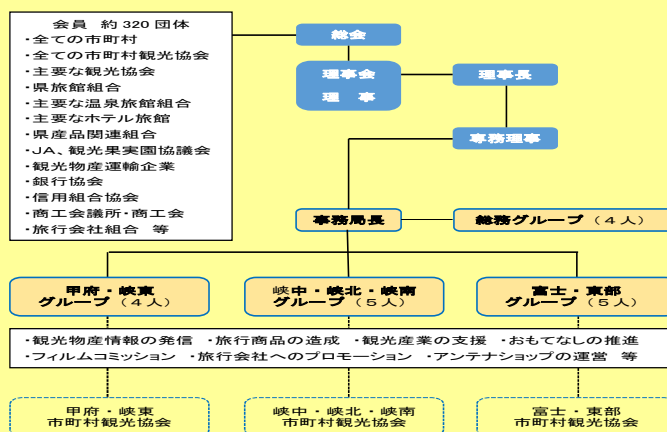 会員 約320団体
・全ての市町村
・全ての市町村観光協会
・主要な観光協会
・県旅館組合
・主要な温泉旅館組合
・主要なホテル旅館
・県産品関連組合
・JA、観光果実園協議会
・観光物産運輸企業
・銀行協会
・信用組合協会
・商工会議所・商工会
・旅行会社組合 等
総会
理事会
理 事
理事長
専務理事
事務局長
総務グループ(4人)
甲府・峡東
グループ(4人)
峡中・峡北・峡南
グループ(5人)
富士・東部
グループ(5人)
・観光物産情報の発信 ・旅行商品の造成 ・観光産業の支援 ・おもてなしの推進
・フィルムコミッション ・旅行会社へのプロモーション ・アンテナショップの運営 等
甲府・峡東
市町村観光協会
峡中・峡北・峡南
市町村観光協会
富士・東部
市町村観光協会